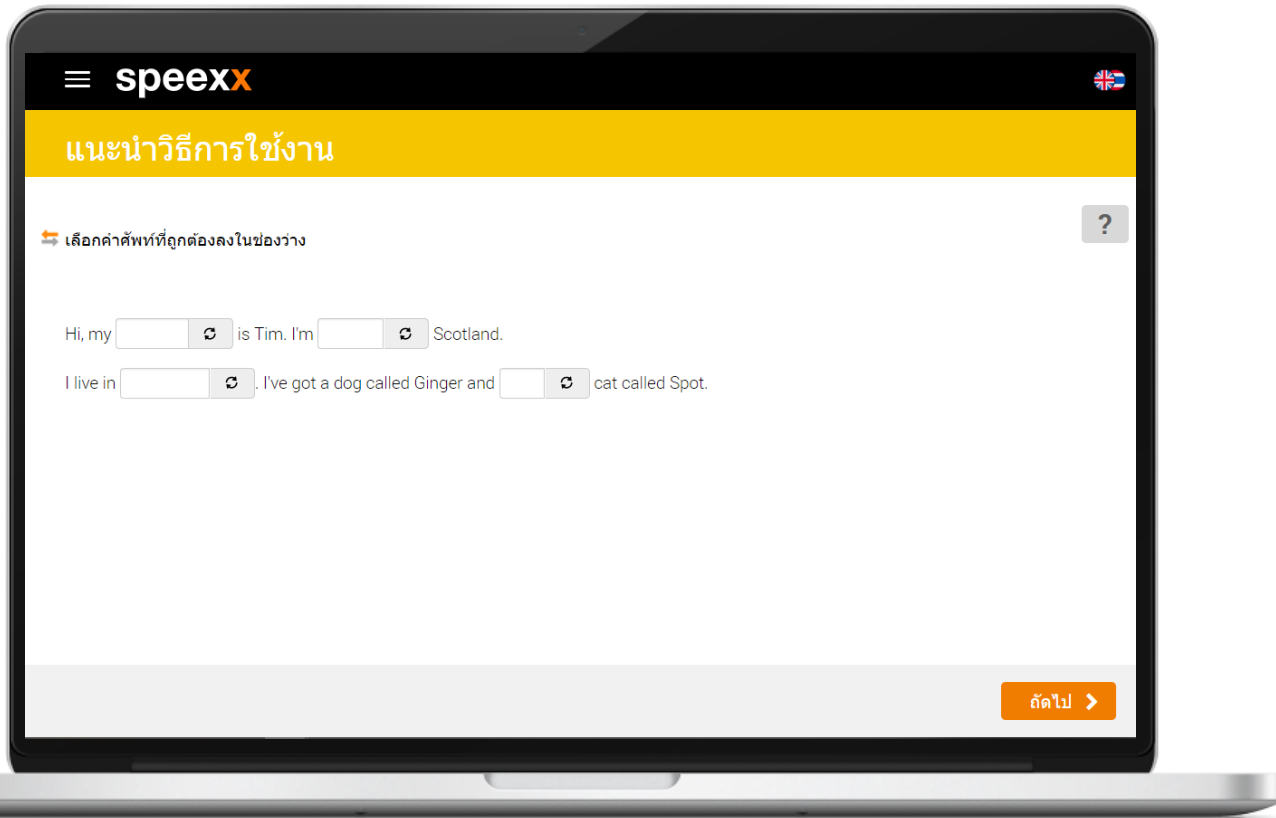 speexx
แนะนำวิธีการใช้งาน
?
เลือกคำศัพท์ที่ถูกต้องลงในช่องว่าง
Hi, my is Tim. I'm Scotland.
I live in . I've got a dog called Ginger and cat called Spot.
ถัดไป